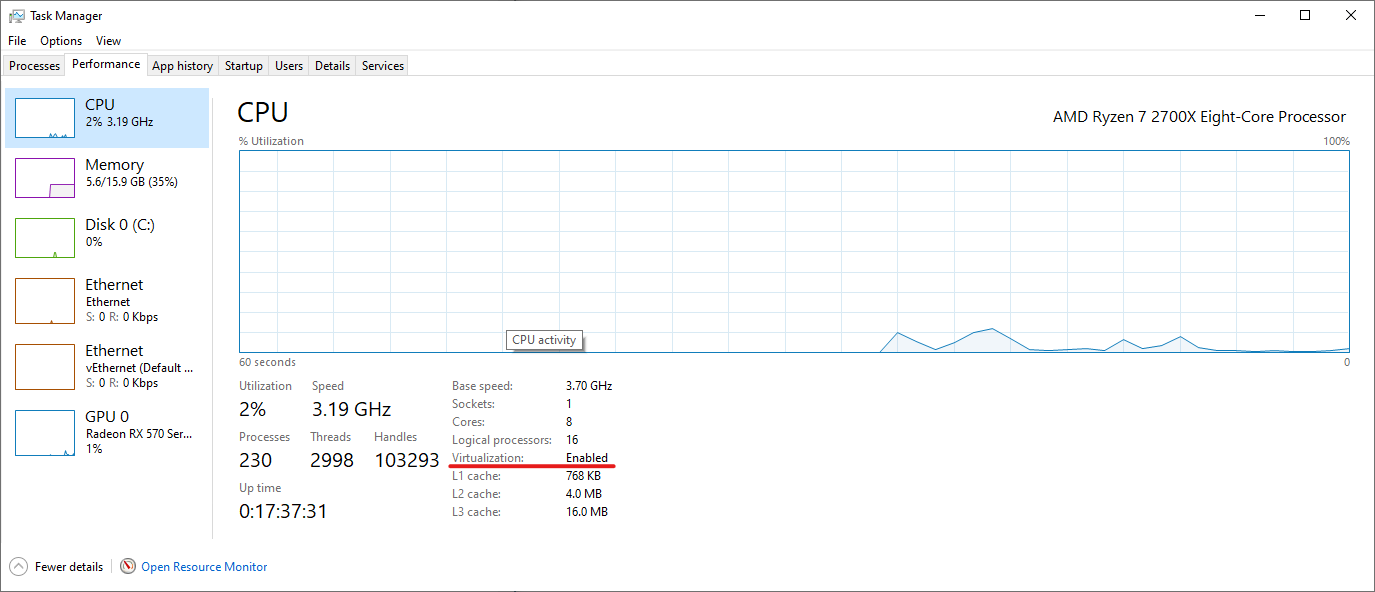 Task Manager
File Options View
Processes Performance App history Startup Users Details Services
CPU
2% 3.19 GHz
Memory
5.6/15.9 GB (35%)
Disk 0 (C:)
0%
Ethernet
Ethernet
S: 0 R: 0 Kbps
Ethernet
vEthernet (Default ...
S: 0 R: 0 Kbps
GPU 0
Radeon RX 570 Ser...
1%
CPU
AMD Ryzen 7 2700X Eight-Core Processor
% Utilization 100%
CPU activity
60 seconds 0
Utilization Speed
2% 3.19 GHz
Processes Threads Handles
230 2998 103293
Up time
0:17:37:31
Base speed: 3.70 GHz
Sockets: 1
Cores: 8
Logical processors: 16
Virtualization: Enabled
L1 cache: 768 KB
L2 cache: 4.0 MB
L3 cache: 16.0 MB
Fewer details Open Resource Monitor